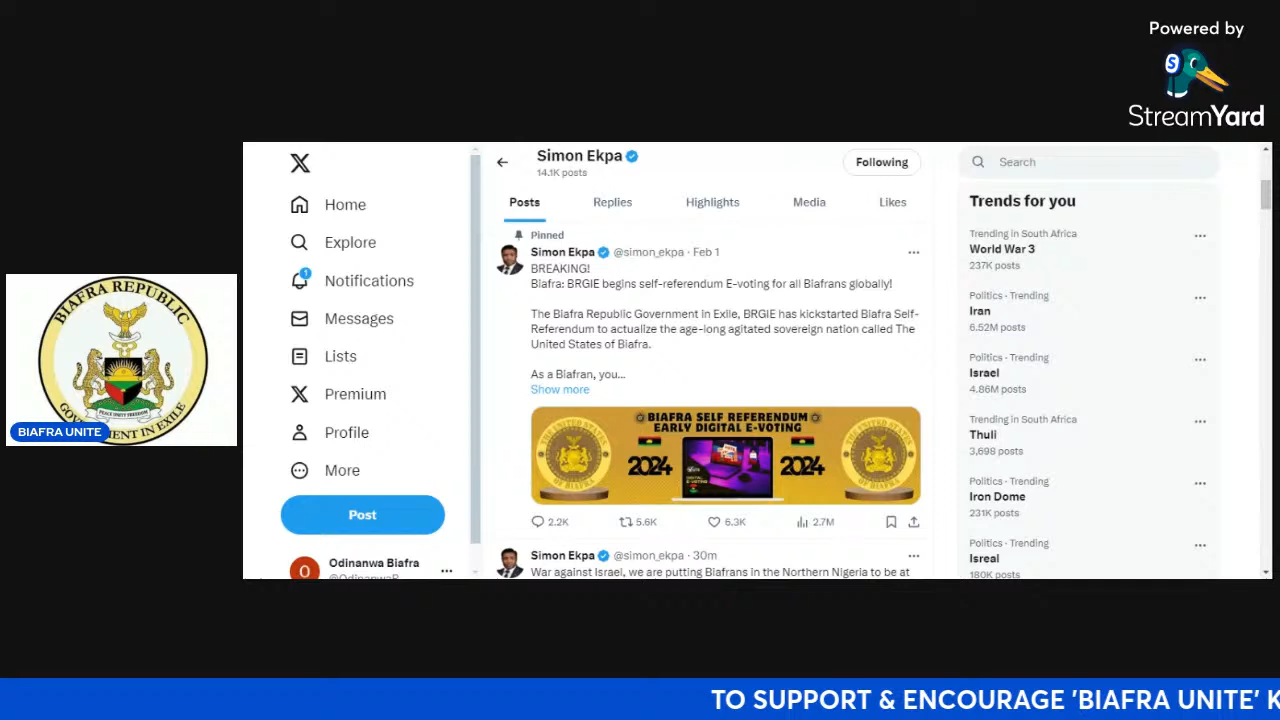 Powered by
StreamYard
BIAFRA REPUBLIC
BIAFRA UNITE
PEACE UNITY FREEDOM
Home
Explore
1
Notifications
Messages
Lists
Premium
Profile
More
Post
O
Odinanwa Biafra
Simon Ekpa
14.1K posts
Following
Posts
Replies
Highlights
Media
Likes
Pinned
Simon Ekpa @simon_ekpa · Feb 1
BREAKING!
Biafra: BRGIE begins self-referendum E-voting for all Biafrans globally!
The Biafra Republic Government in Exile, BRGIE has kickstarted Biafra Self-
Referendum to actualize the age-long agitated sovereign nation called The
United States of Biafra.
As a Biafran, you...
Show more
BIAFRA SELF REFERENDUM
EARLY DIGITAL E-VOTING
2024
2024
2.2K
5.6K
6.3K
2.7M
Simon Ekpa @simon_ekpa · 30m
War against Israel, we are putting Biafrans in the Northern Nigeria to be at
Search
Trends for you
Trending in South Africa
World War 3
237K posts
Politics · Trending
Iran
6.52M posts
Politics · Trending
Israel
4.86M posts
Trending in South Africa
Thuli
3,698 posts
Politics · Trending
Iron Dome
231K posts
Politics · Trending
Isreal
180K posts
TO SUPPORT & ENCOURAGE 'BIAFRA UNITE' K